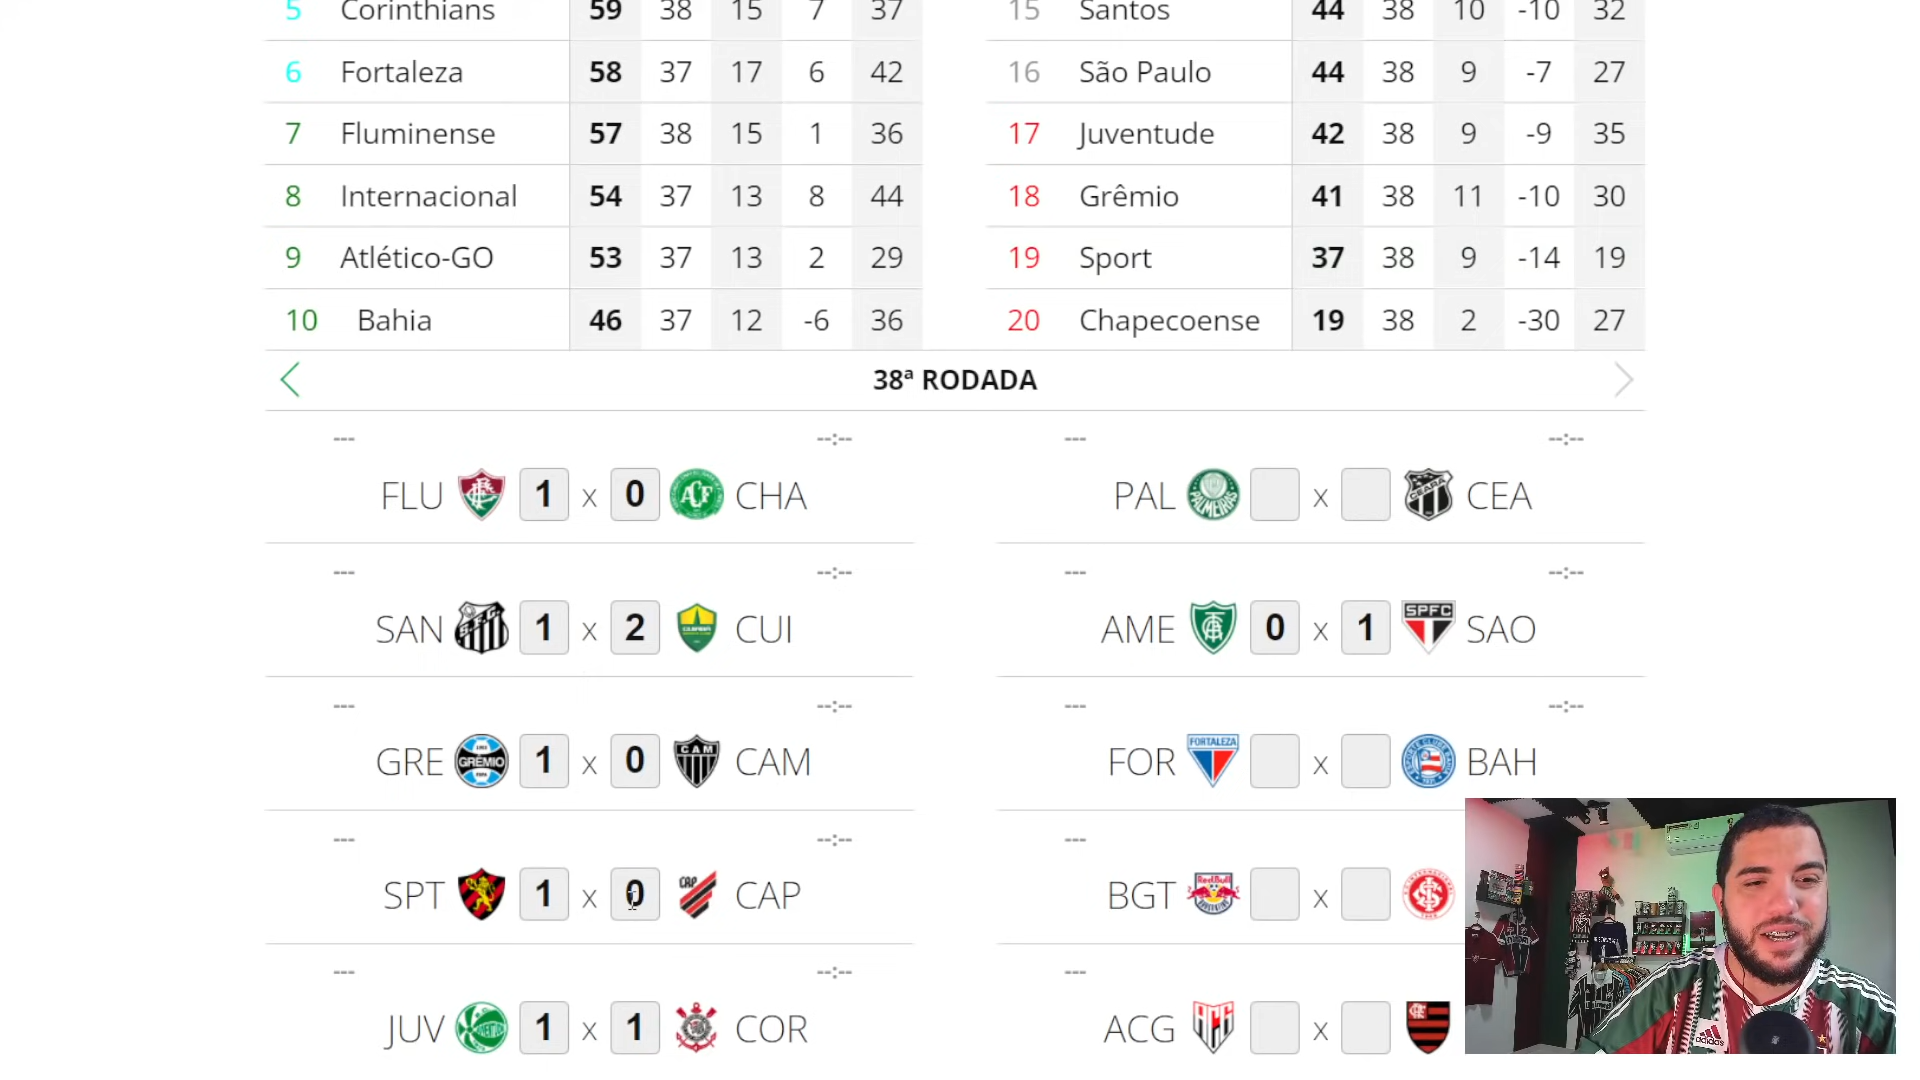 5 Corinthians 59 38 15 7 37
15 Santos 44 38 10 -10 32
6 Fortaleza 58 37 17 6 42
16 São Paulo 44 38 9 -7 27
7 Fluminense 57 38 15 1 36
17 Juventude 42 38 9 -9 35
8 Internacional 54 37 13 8 44
18 Grêmio 41 38 11 -10 30
9 Atlético-GO 53 37 13 2 29
19 Sport 37 38 9 -14 19
10 Bahia 46 37 12 -6 36
20 Chapecoense 19 38 2 -30 27
38ª RODADA
--- --:--
FLU 1 x 0 CHA
--- --:--
PAL x CEA
--- --:--
SAN 1 x 2 CUI
--- --:--
AME 0 x 1 SAO
--- --:--
GRE 1 x 0 CAM
--- --:--
FOR x BAH
--- --:--
SPT 1 x 0 CAP
---
BGT x
--- --:--
JUV 1 x 1 COR
---
ACG x